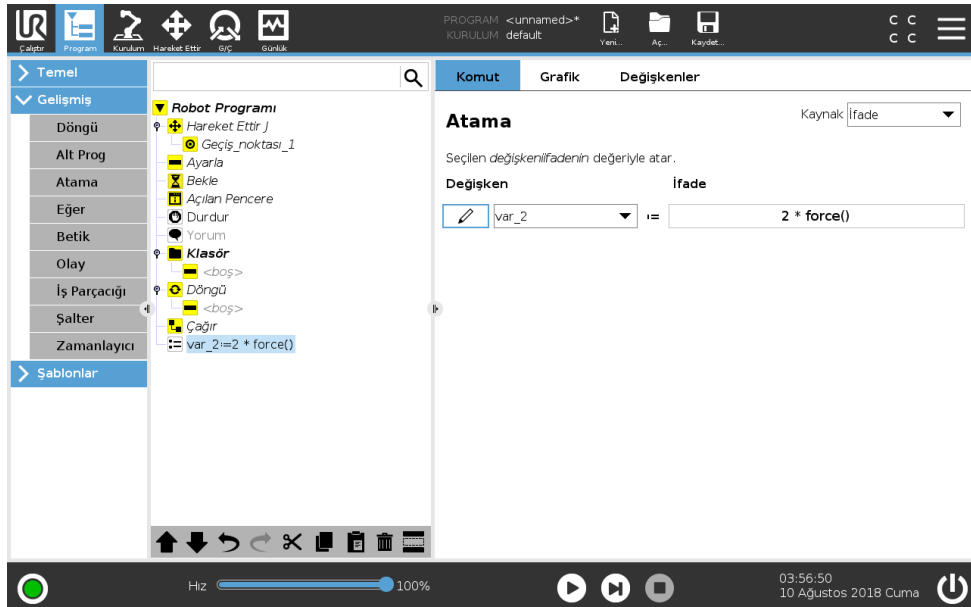 UR
Çalıştır
Program
Kurulum
Hareket Ettir
G/Ç
Günlük
PROGRAM <unnamed>*
KURULUM default
Yeni...
Aç...
Kaydet...
C C
C C
Temel
Gelişmiş
Döngü
Alt Prog
Atama
Eğer
Betik
Olay
İş Parçacığı
Şalter
Zamanlayıcı
Şablonlar
Robot Programı
Hareket Ettir J
Geçiş_noktası_1
Ayarla
Bekle
Açılan Pencere
Durdur
Yorum
Klasör
<boş>
Döngü
<boş>
Çağır
var_2:=2 * force()
Komut
Grafik
Değişkenler
Atama
Kaynak İfade
Seçilen değişkeniifadenin değeriyle atar.
Değişken
İfade
var_2 := 2 * force()
Hız 100%
03:56:50
10 Ağustos 2018 Cuma